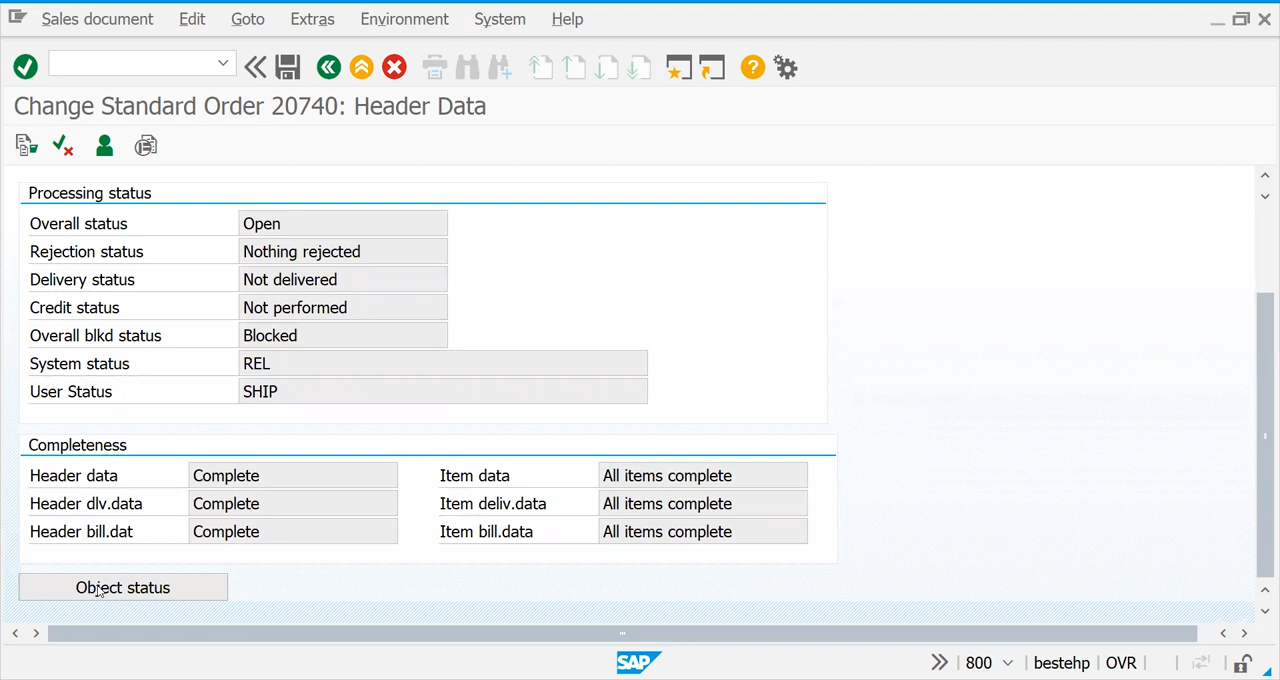 Sales document Edit Goto Extras Environment System Help
Change Standard Order 20740: Header Data
Processing status
Overall status Open
Rejection status Nothing rejected
Delivery status Not delivered
Credit status Not performed
Overall blkd status Blocked
System status REL
User Status SHIP
Completeness
Header data Complete Item data All items complete
Header dlv.data Complete Item deliv.data All items complete
Header bill.dat Complete Item bill.data All items complete
Object status
SAP 800 bestehp OVR